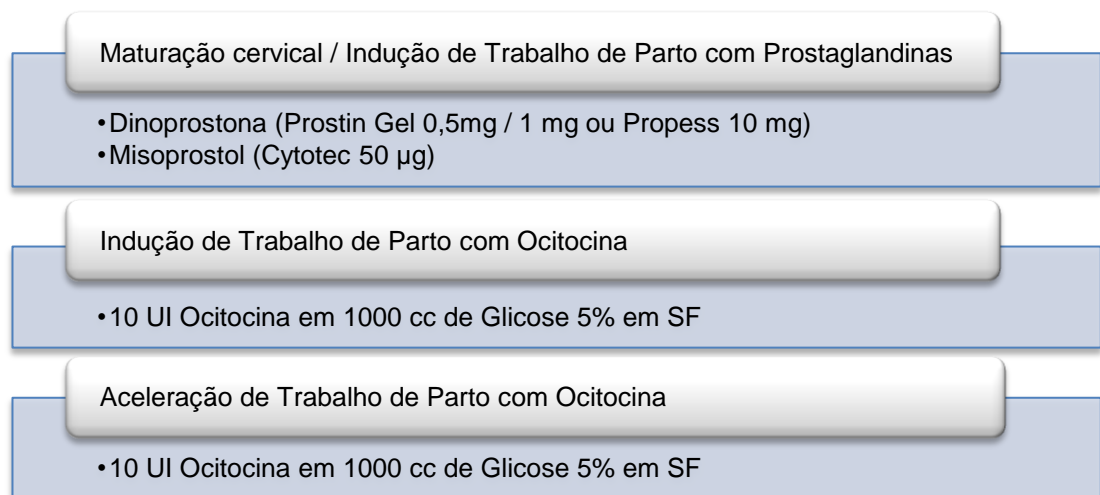 Maturação cervical / Indução de Trabalho de Parto com Prostaglandinas
•Dinoprostona (Prostin Gel 0,5mg / 1 mg ou Propess 10 mg)
•Misoprostol (Cytotec 50 µg)
Indução de Trabalho de Parto com Ocitocina
•10 UI Ocitocina em 1000 cc de Glicose 5% em SF
Aceleração de Trabalho de Parto com Ocitocina
•10 UI Ocitocina em 1000 cc de Glicose 5% em SF